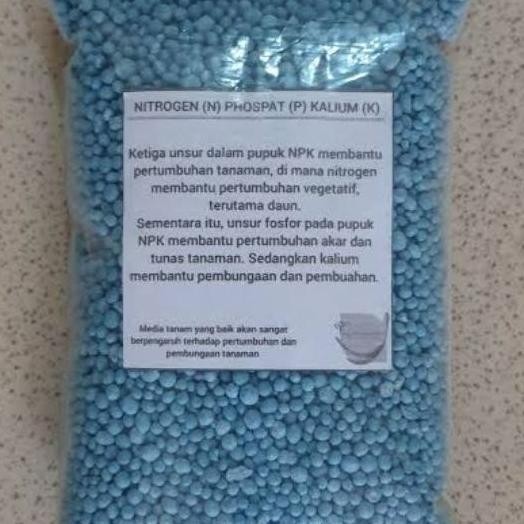 NITROGEN (N) PHOSPAT (P) KALIUM (K)
Ketiga unsur dalam pupuk NPK membantu
pertumbuhan tanaman, di mana nitrogen
membantu pertumbuhan vegetatif,
terutama daun.
Sementara itu, unsur fosfor pada pupuk
NPK membantu pertumbuhan akar dan
tunas tanaman. Sedangkan kalium
membantu pembungaan dan pembuahan.
Media tanam yang baik akan sangat
berpengaruh terhadap pertumbuhan dan
pembungaan tanaman